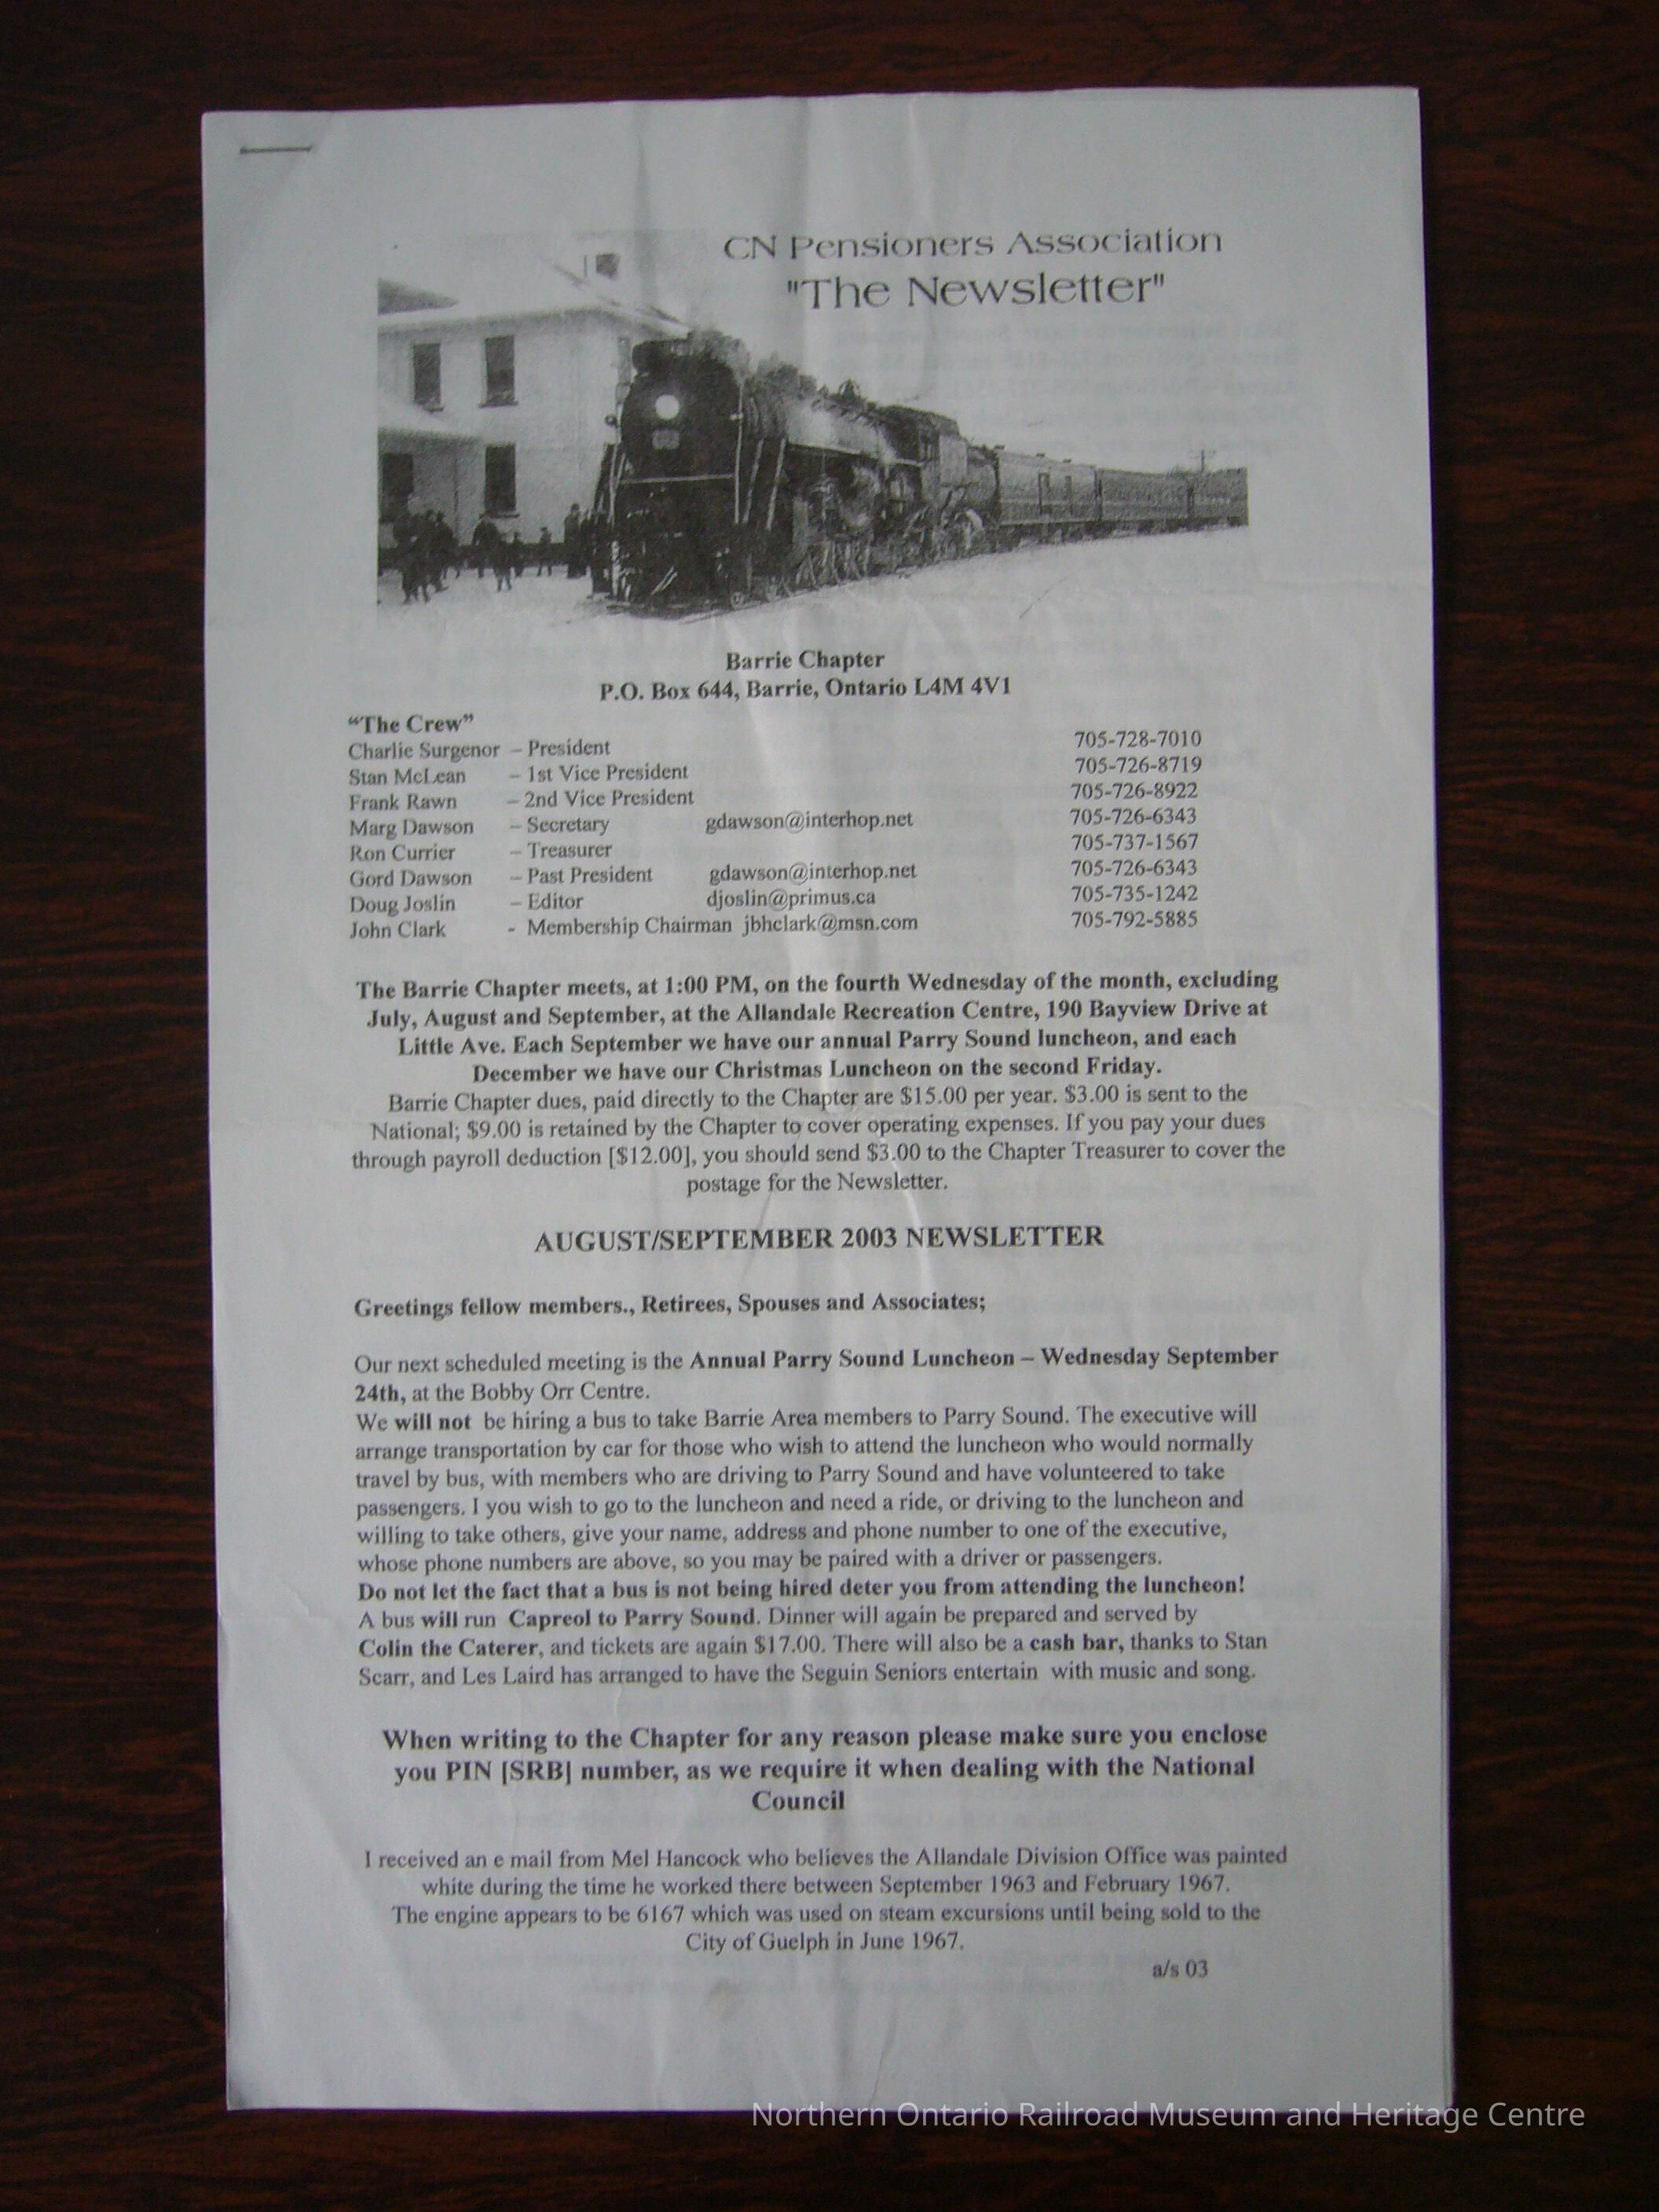 CN Pensioners Association
"The Newsletter"
Barrie Chapter
P.O. Box 644, Barrie, Ontario L4M 4V1
“The Crew”
Charlie Surgenor – President 705-728-7010
Stan McLean – 1st Vice President 705-726-8719
Frank Rawn – 2nd Vice President 705-726-8922
Marg Dawson – Secretary gdawson@interhop.net 705-726-6343
Ron Currier – Treasurer 705-737-1567
Gord Dawson – Past President gdawson@interhop.net 705-726-6343
Doug Joslin – Editor djoslin@primus.ca 705-735-1242
John Clark - Membership Chairman jbhclark@msn.com 705-792-5885
The Barrie Chapter meets, at 1:00 PM, on the fourth Wednesday of the month, excluding
July, August and September, at the Allandale Recreation Centre, 190 Bayview Drive at
Little Ave. Each September we have our annual Parry Sound luncheon, and each
December we have our Christmas Luncheon on the second Friday.
Barrie Chapter dues, paid directly to the Chapter are $15.00 per year. $3.00 is sent to the
National; $9.00 is retained by the Chapter to cover operating expenses. If you pay your dues
through payroll deduction [$12.00], you should send $3.00 to the Chapter Treasurer to cover the
postage for the Newsletter.
AUGUST/SEPTEMBER 2003 NEWSLETTER
Greetings fellow members., Retirees, Spouses and Associates;
Our next scheduled meeting is the Annual Parry Sound Luncheon – Wednesday September
24th, at the Bobby Orr Centre.
We will not be hiring a bus to take Barrie Area members to Parry Sound. The executive will
arrange transportation by car for those who wish to attend the luncheon who would normally
travel by bus, with members who are driving to Parry Sound and have volunteered to take
passengers. I you wish to go to the luncheon and need a ride, or driving to the luncheon and
willing to take others, give your name, address and phone number to one of the executive,
whose phone numbers are above, so you may be paired with a driver or passengers.
Do not let the fact that a bus is not being hired deter you from attending the luncheon!
A bus will run Capreol to Parry Sound. Dinner will again be prepared and served by
Colin the Caterer, and tickets are again $17.00. There will also be a cash bar, thanks to Stan
Scarr, and Les Laird has arranged to have the Seguin Seniors entertain with music and song.
When writing to the Chapter for any reason please make sure you enclose
you PIN [SRB] number, as we require it when dealing with the National
Council
I received an e mail from Mel Hancock who believes the Allandale Division Office was painted
white during the time he worked there between September 1963 and February 1967.
The engine appears to be 6167 which was used on steam excursions until being sold to the
City of Guelph in June 1967.
a/s 03
Northern Ontario Railroad Museum and Heritage Centre